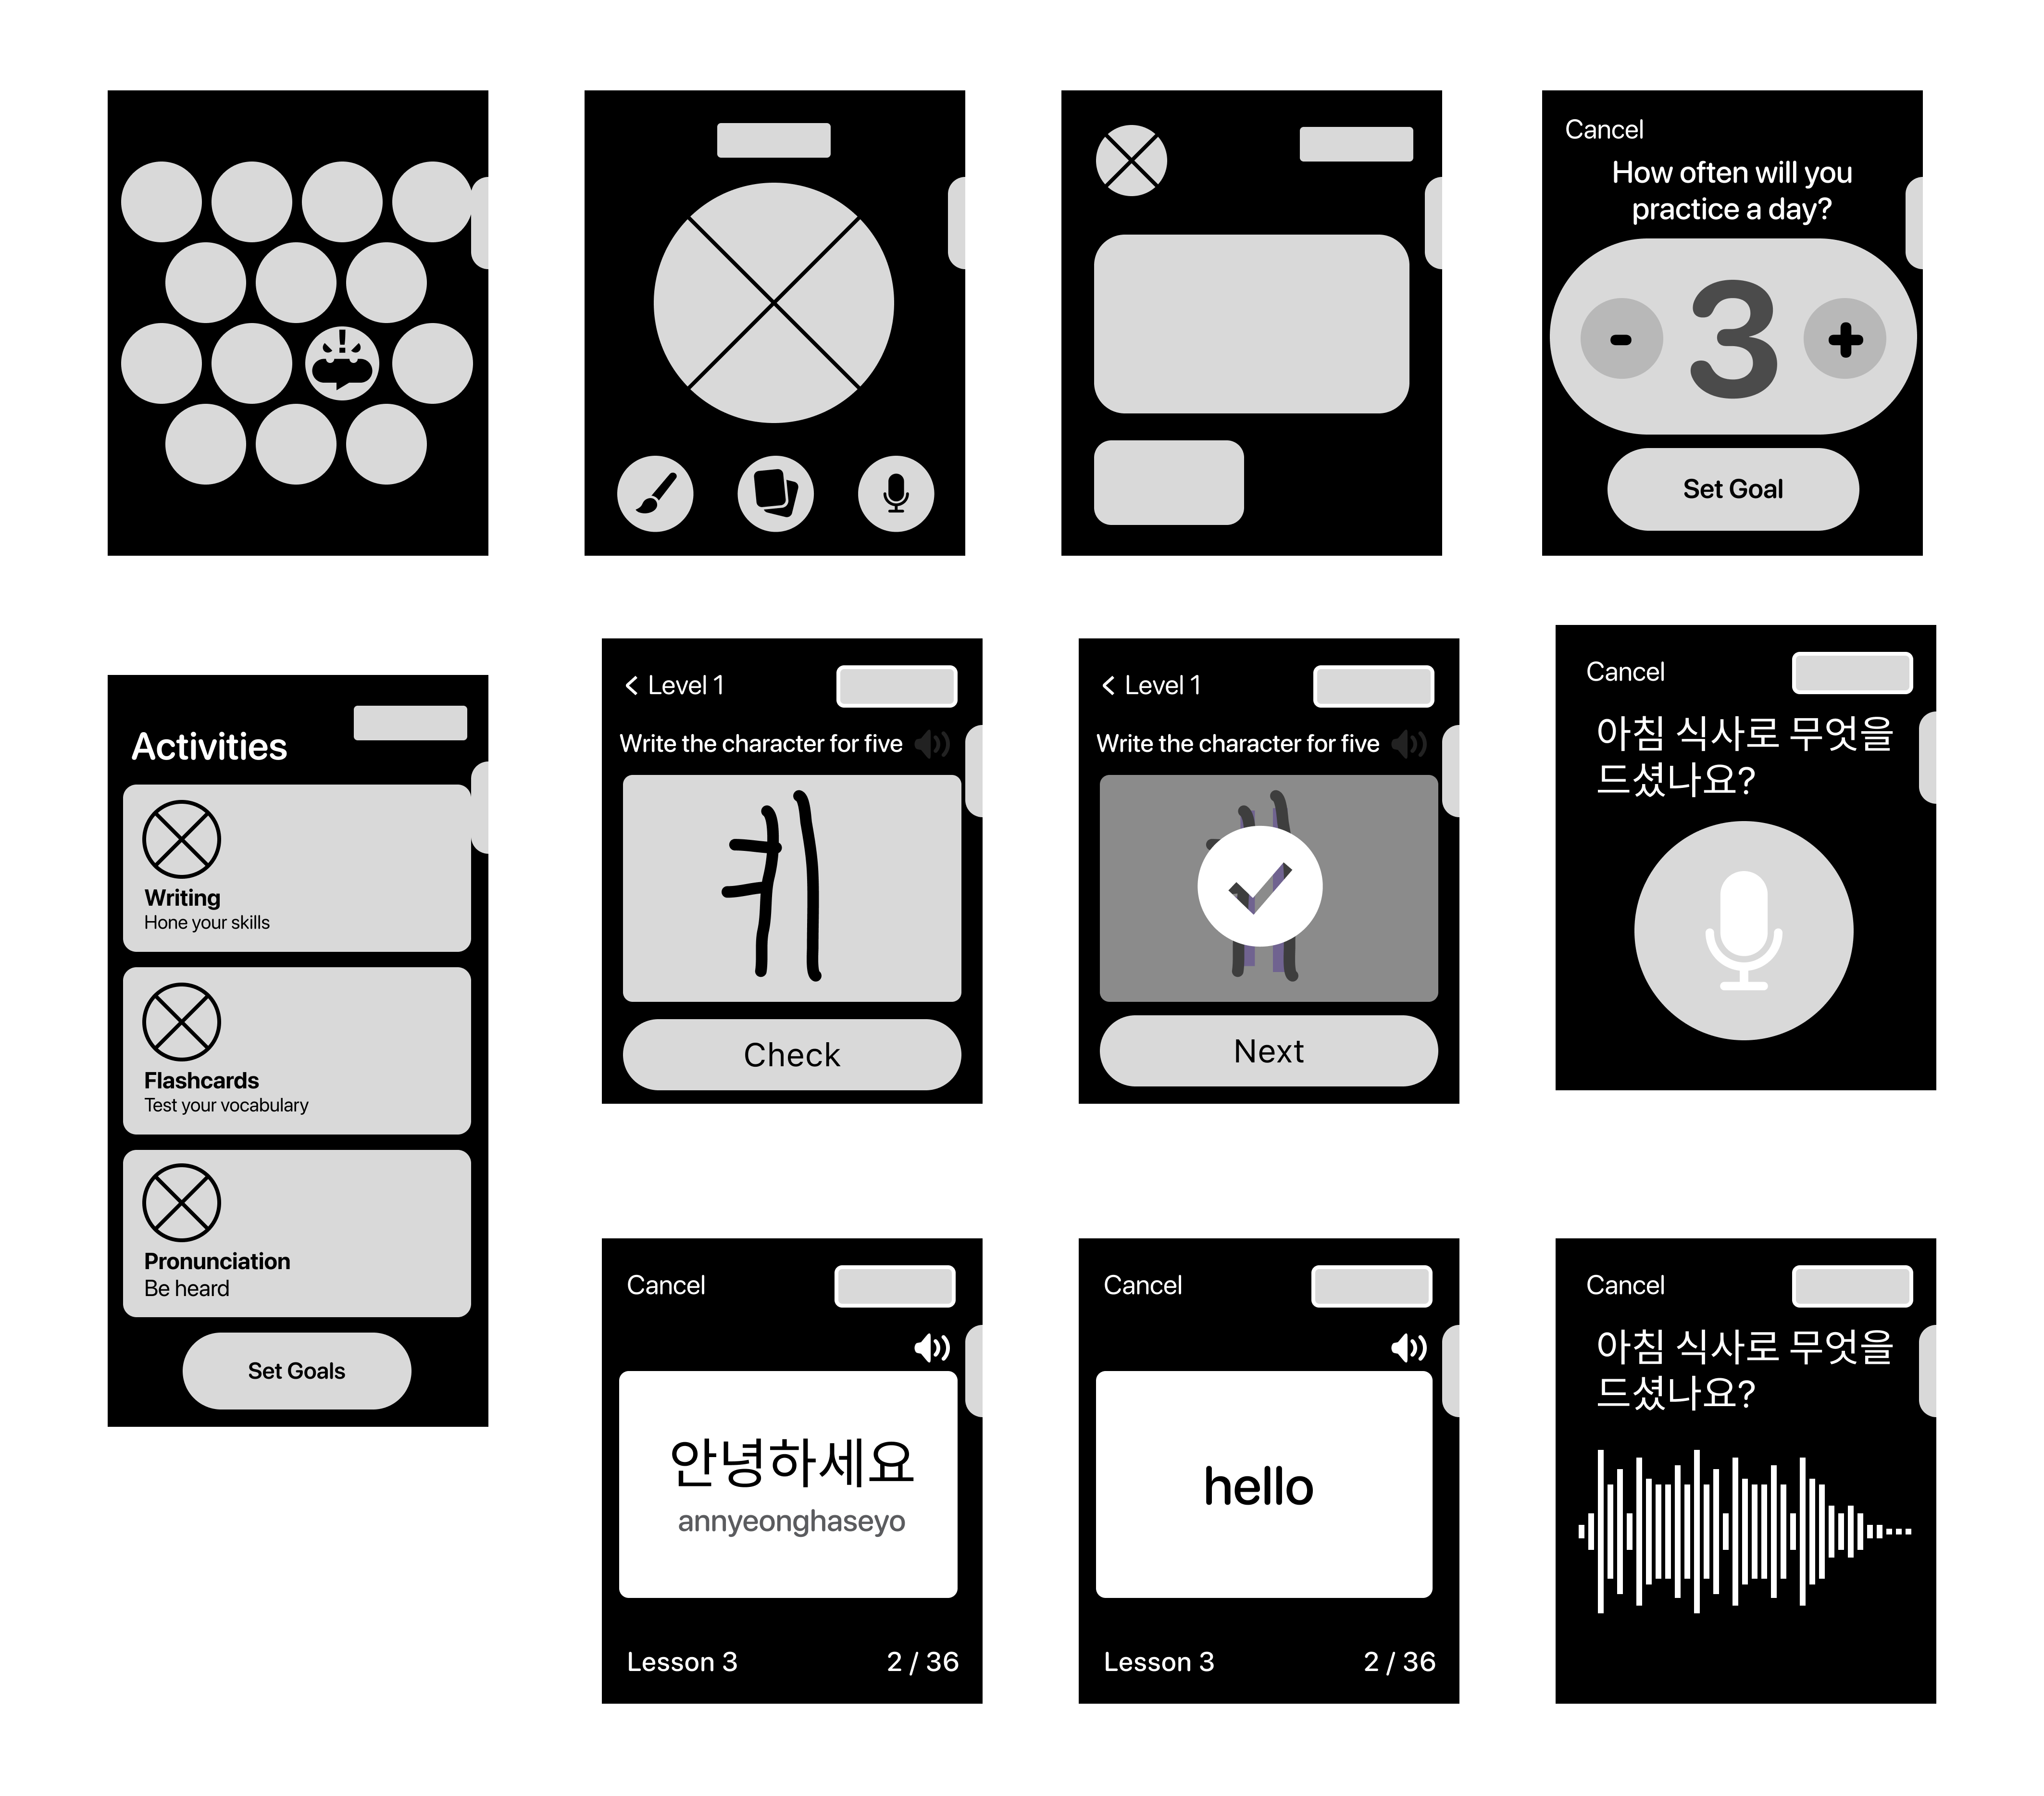 Cancel
How often will you
practice a day?
-
3
+
Set Goal
Activities
Writing
Hone your skills
Flashcards
Test your vocabulary
Pronunciation
Be heard
Set Goals
< Level 1
Write the character for five
Check
< Level 1
Write the character for five
Next
Cancel
아침 식사로 무엇을
드셨나요?
Cancel
안녕하세요
annyeonghaseyo
Lesson 3 2 / 36
Cancel
hello
Lesson 3 2 / 36
Cancel
아침 식사로 무엇을
드셨나요?